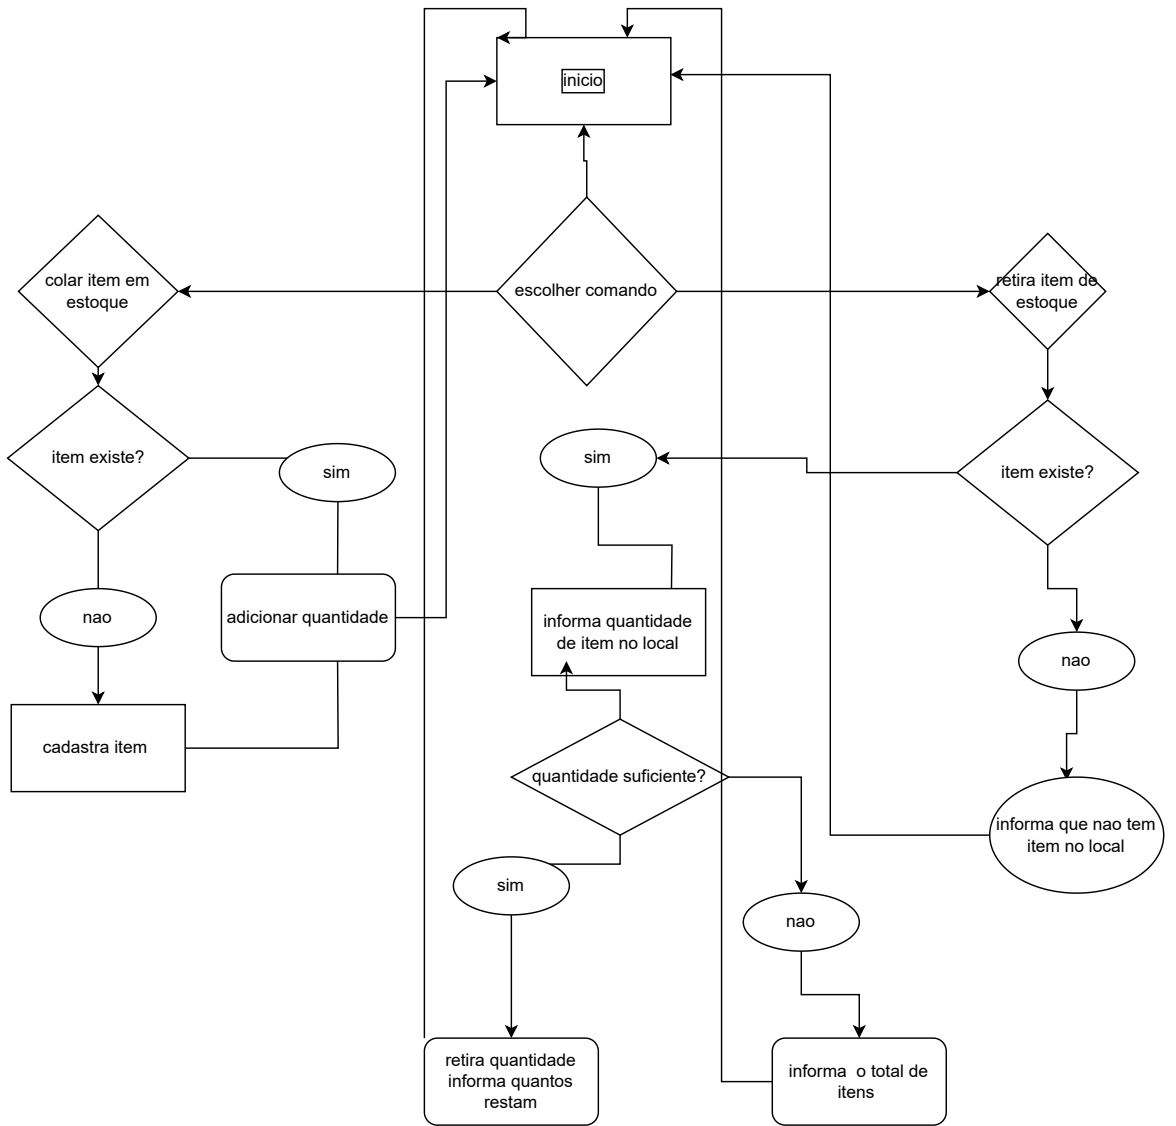 inicio
colar item em
estoque
escolher comando
retira item de
estoque
item existe?
sim
sim
item existe?
nao
adicionar quantidade
informa quantidade
de item no local
nao
cadastra item
quantidade suficiente?
informa que nao tem
item no local
sim
nao
retira quantidade
informa quantos
restam
informa  o total de
itens